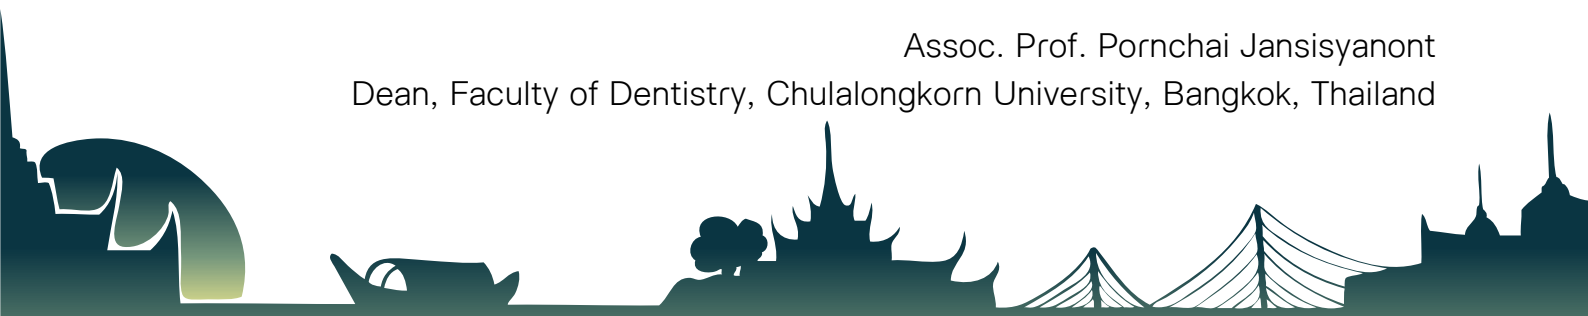 Assoc. Prof. Pornchai Jansisyanont
Dean, Faculty of Dentistry, Chulalongkorn University, Bangkok, Thailand